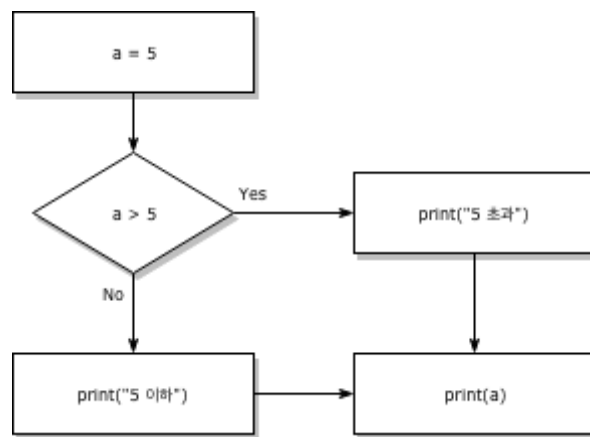 a = 5
a > 5
Yes
print("5 초과")
No
print("5 이하")
print(a)